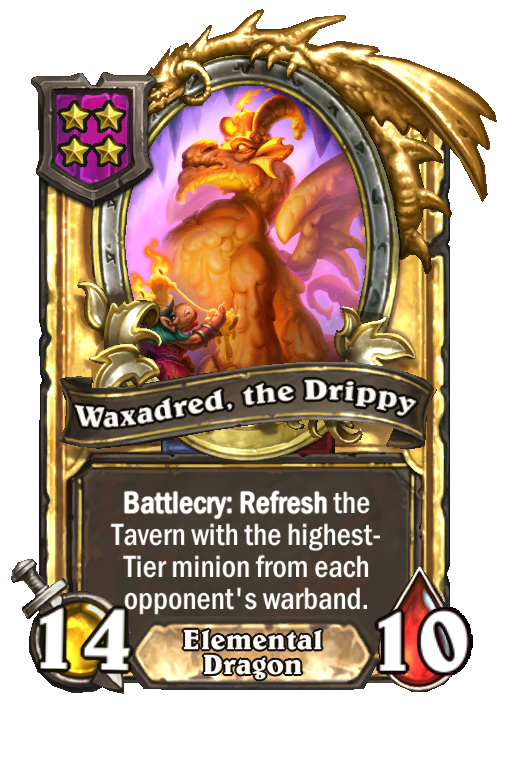 Waxadred, the Drippy
Battlecry: Refresh the
Tavern with the highest-
Tier minion from each
opponent's warband.
14
Elemental
Dragon
10